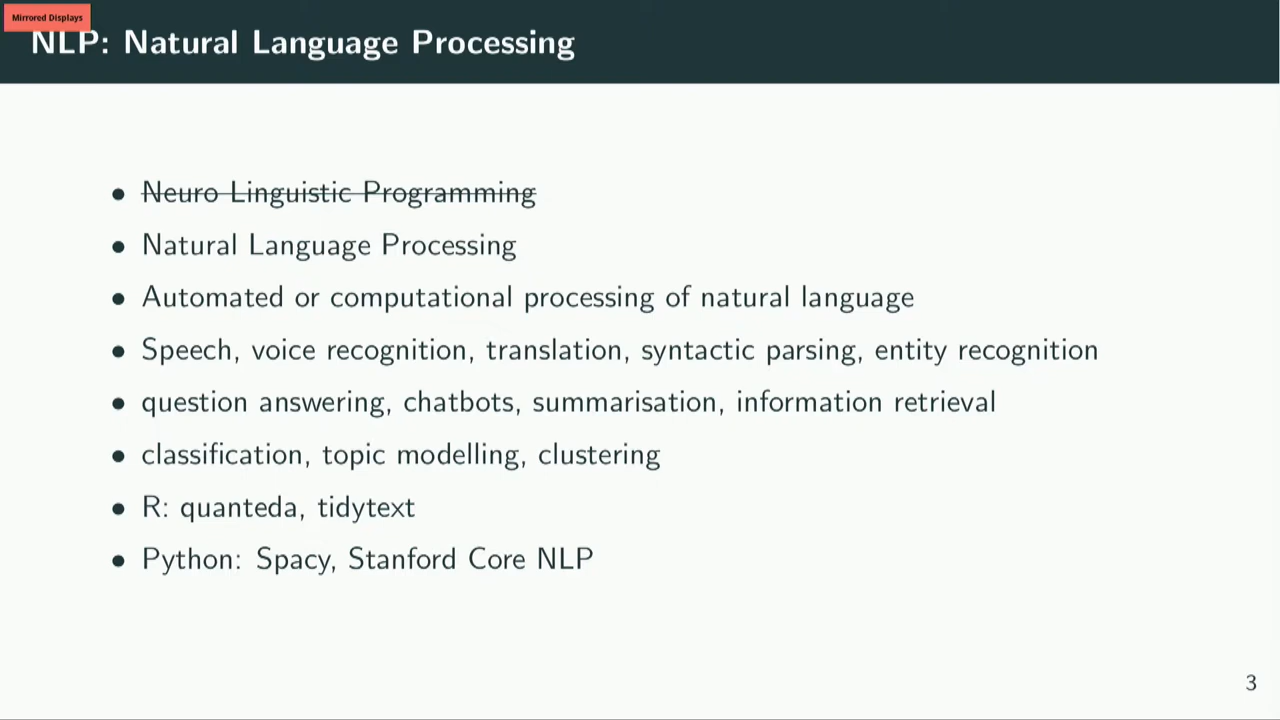 Mirrored Displays
NLP: Natural Language Processing
• Neuro Linguistic Programming
• Natural Language Processing
• Automated or computational processing of natural language
• Speech, voice recognition, translation, syntactic parsing, entity recognition
• question answering, chatbots, summarisation, information retrieval
• classification, topic modelling, clustering
• R: quanteda, tidytext
• Python: Spacy, Stanford Core NLP
3